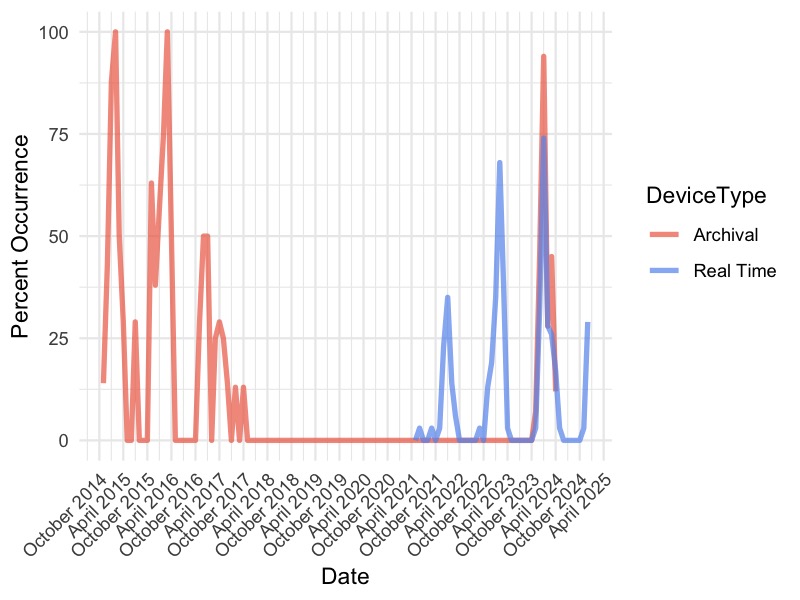 100
75
50
25
0
Percent Occurrence
October 2014
April 2015
October 2015
April 2016
October 2016
April 2017
October 2017
April 2018
October 2018
April 2019
October 2019
April 2020
October 2020
April 2021
October 2021
April 2022
October 2022
April 2023
October 2023
April 2024
October 2024
April 2025
Date
DeviceType
Archival
Real Time